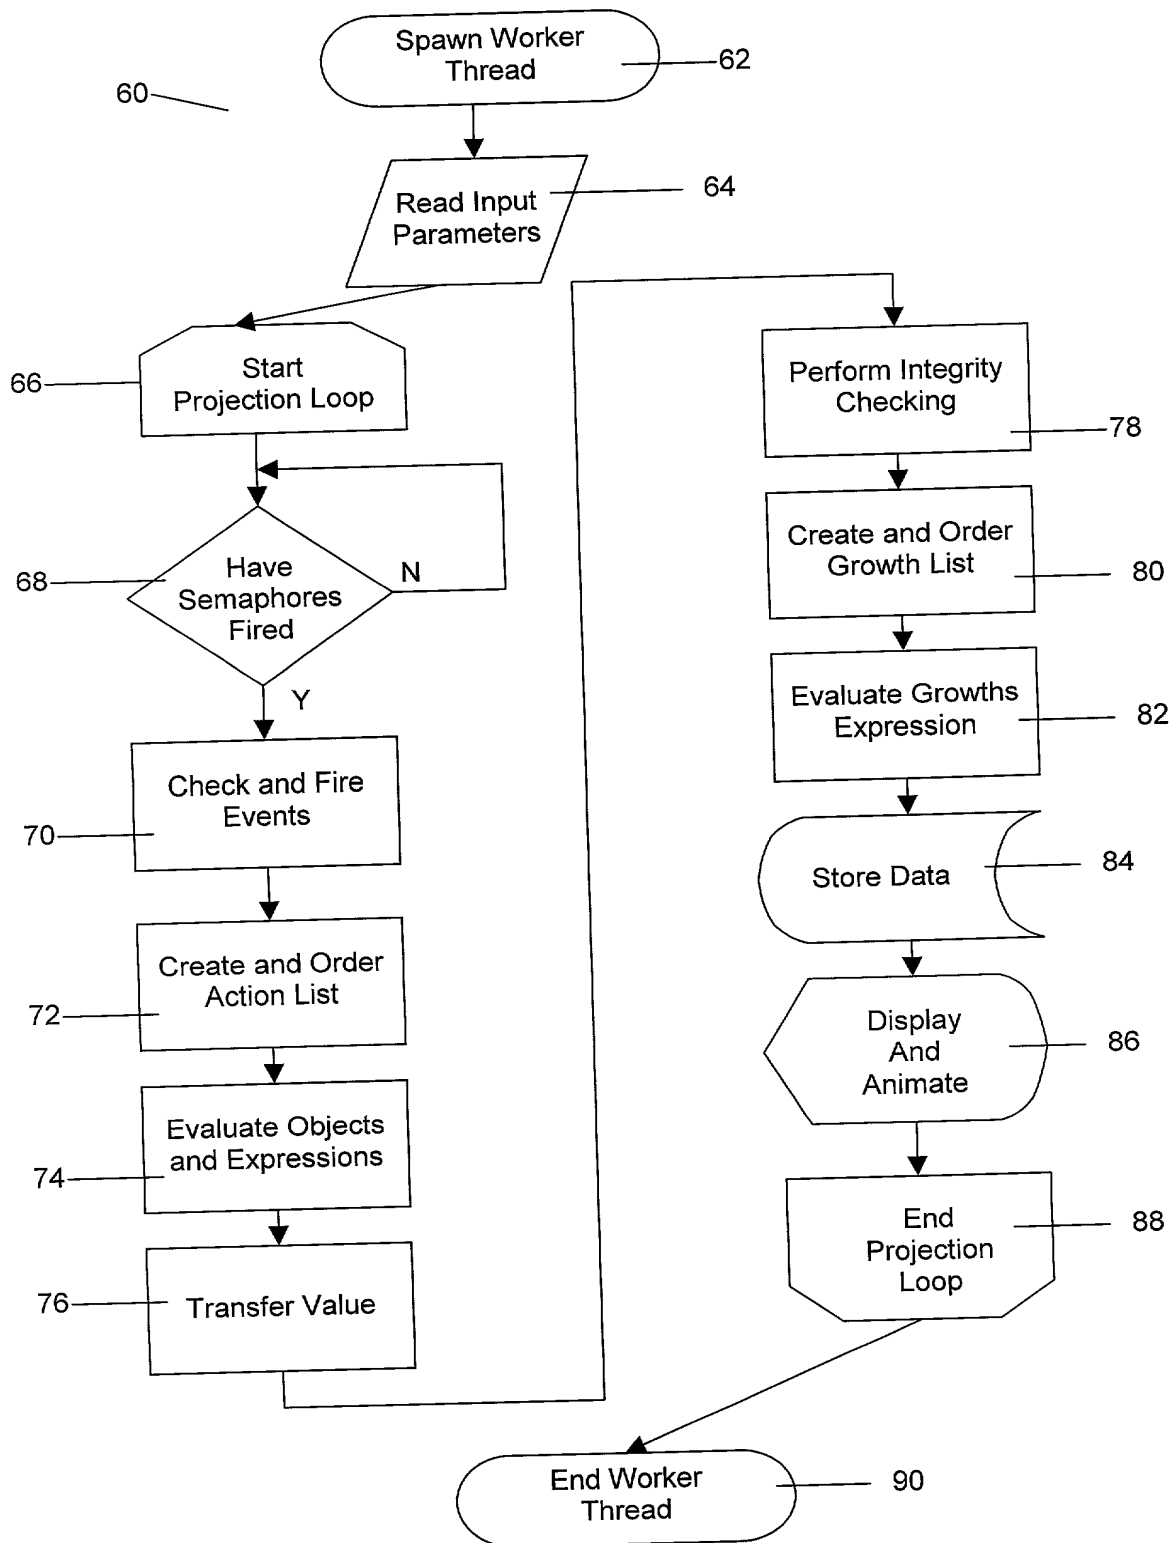 Spawn Worker
Thread
62
60
Read Input
Parameters
64
Start
Projection Loop
66
Have
Semaphores
Fired
68
N
Y
Check and Fire
Events
70
Create and Order
Action List
72
Evaluate Objects
and Expressions
74
Transfer Value
76
Perform Integrity
Checking
78
Create and Order
Growth List
80
Evaluate Growths
Expression
82
Store Data
84
Display
And
Animate
86
End
Projection
Loop
88
End Worker
Thread
90